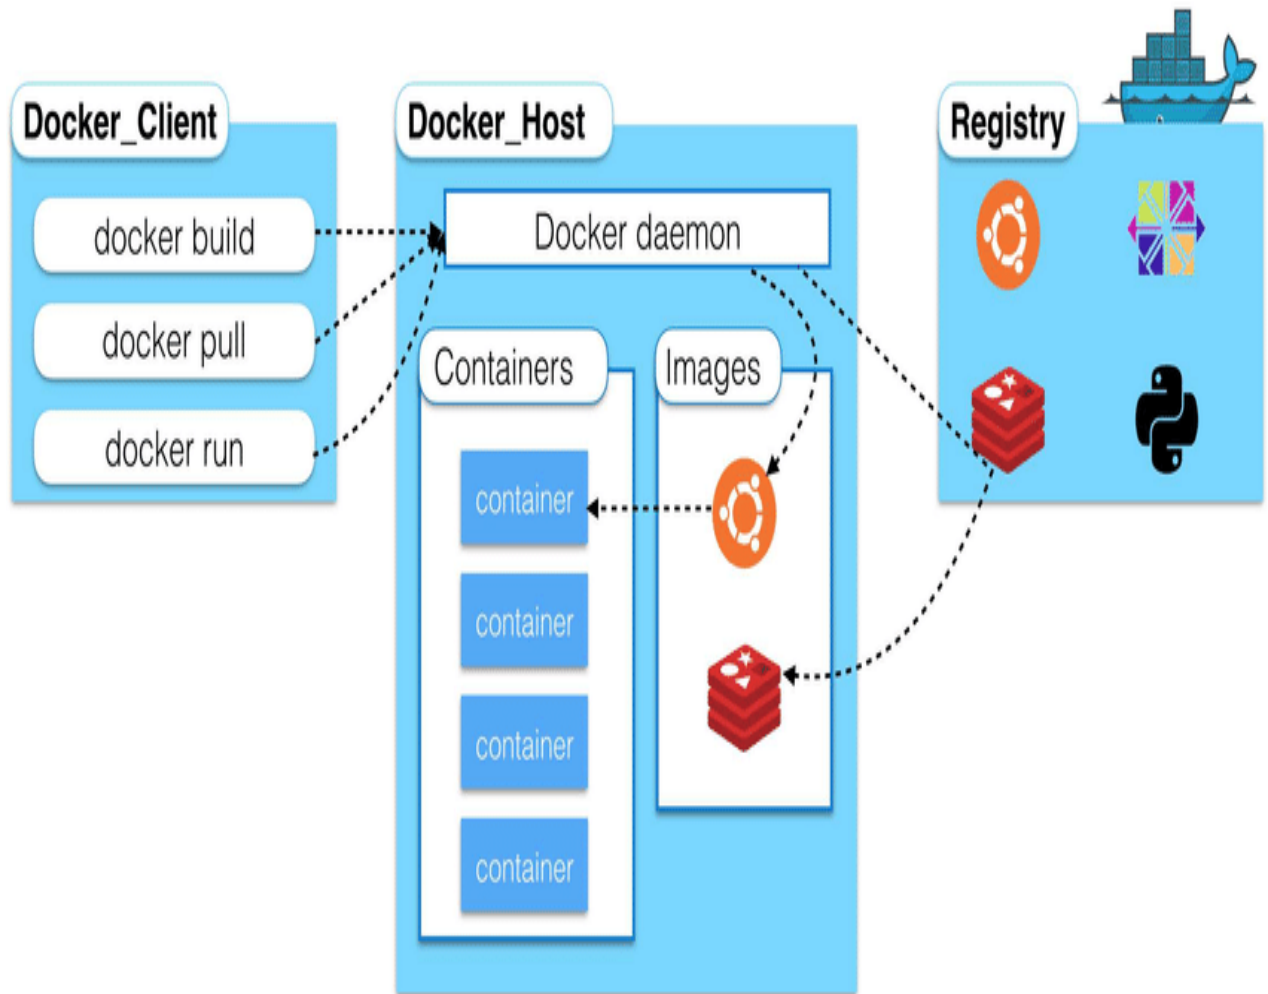 Docker_Client
docker build
docker pull
docker run
Docker_Host
Docker daemon
Containers
container
container
container
container
Images
Registry